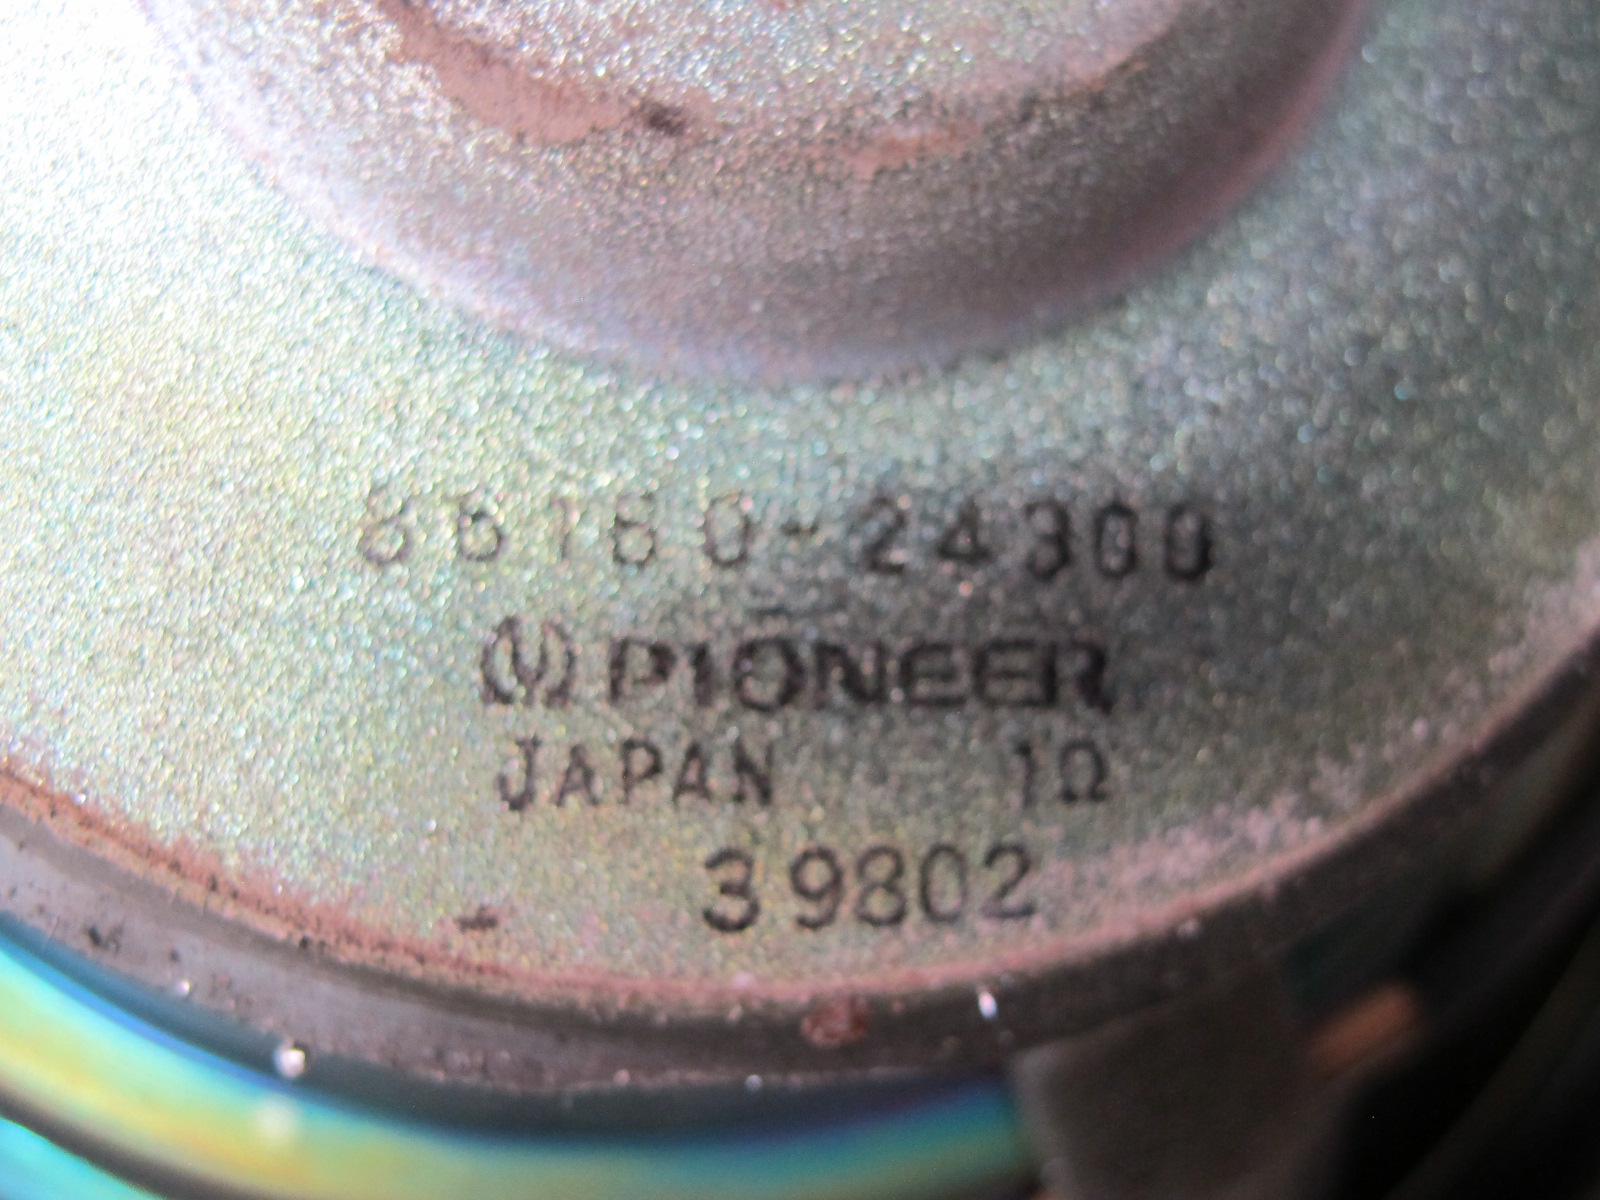 86160-24300
PIONEER
JAPAN 1Ω
39802